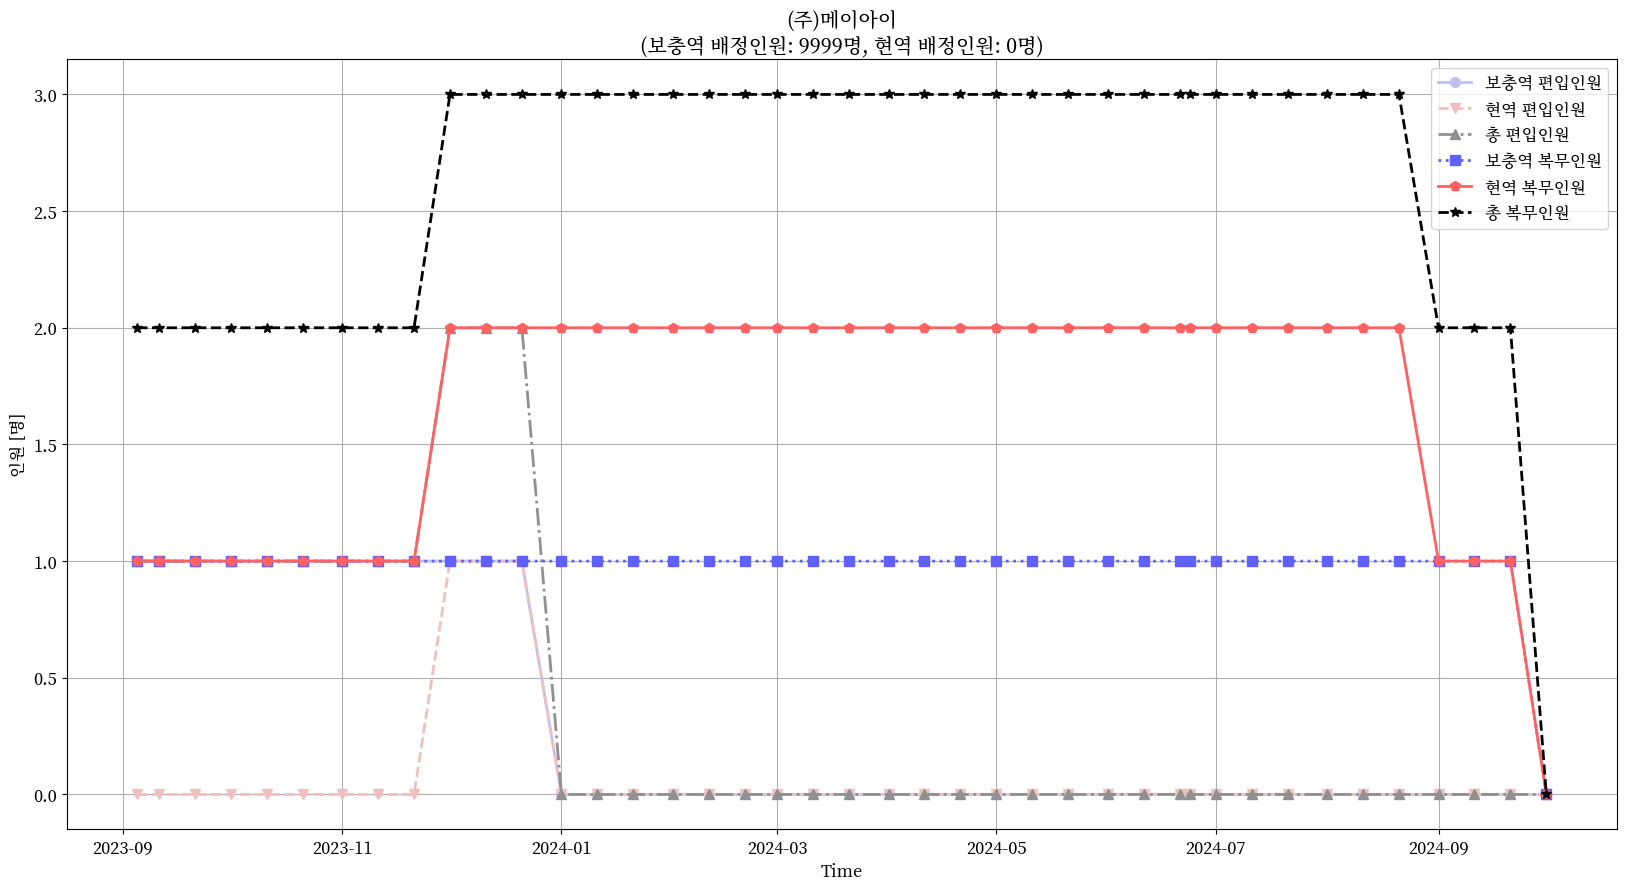 (주)메이아이
(보충역 배정인원: 9999명, 현역 배정인원: 0명)
보충역 편입인원
현역 편입인원
총 편입인원
보충역 복무인원
현역 복무인원
총 복무인원
인원 [명]
3.0
2.5
2.0
1.5
1.0
0.5
0.0
2023-09 2023-11 2024-01 2024-03 2024-05 2024-07 2024-09
Time